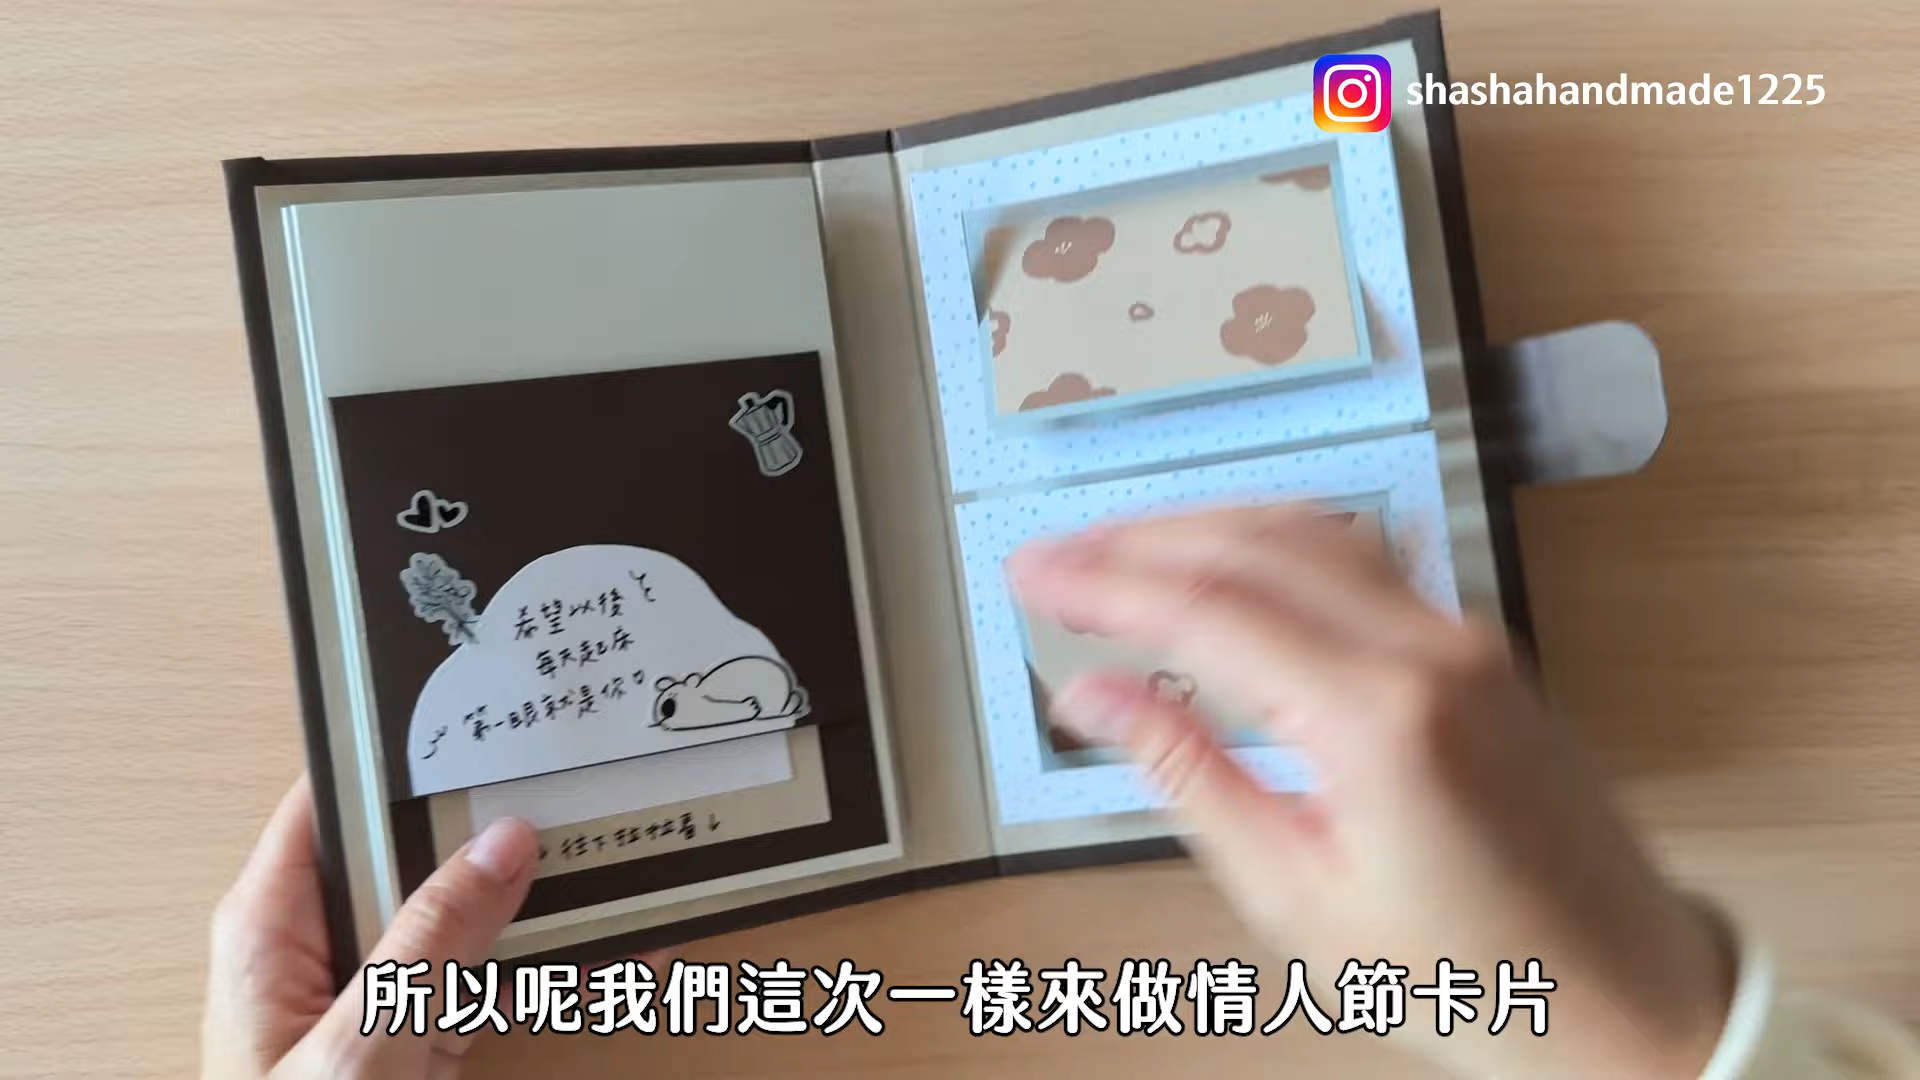 shashahandmade1225
希望以後
每天起床
第一眼就是你
往下拉拉看
所以呢我們這次一樣來做情人節卡片